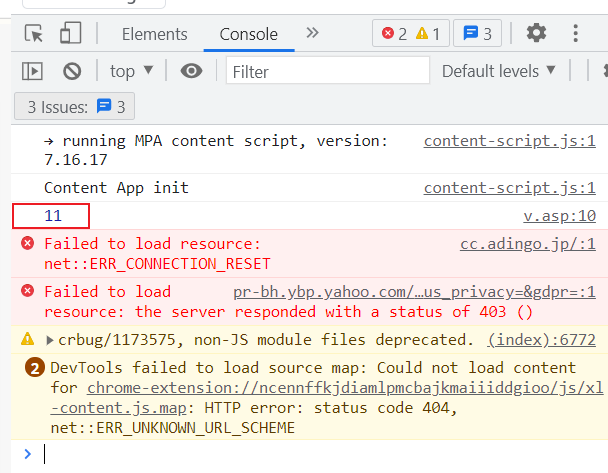 Elements Console 2 1 3
top Filter Default levels
3 Issues: 3
→ running MPA content script, version: content-script.js:1
7.16.17
Content App init content-script.js:1
11 v.asp:10
Failed to load resource: cc.adingo.jp/:1
net::ERR_CONNECTION_RESET
Failed to load pr-bh.ybp.yahoo.com/…us_privacy=&gdpr=:1
resource: the server responded with a status of 403 ()
crbug/1173575, non-JS module files deprecated. (index):6772
2 DevTools failed to load source map: Could not load content
for chrome-extension://ncennffkjdiamlpmcbajkmaiiiddgioo/js/xl
-content.js.map: HTTP error: status code 404,
net::ERR_UNKNOWN_URL_SCHEME